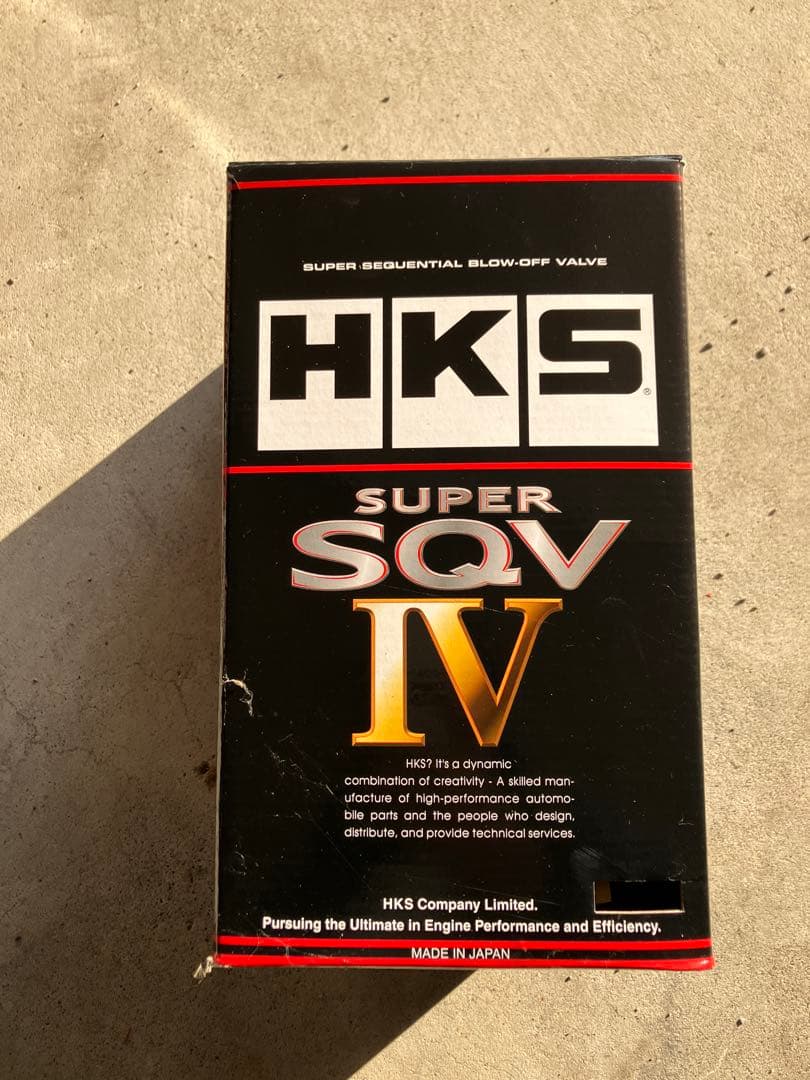 SUPER SEQUENTIAL BLOW-OFF VALVE
HKS®
SUPER
SQV
IV
HKS? It's a dynamic
combination of creativity - A skilled man-
ufacture of high-performance automo-
bile parts and the people who design,
distribute, and provide technical services.
HKS Company Limited.
Pursuing the Ultimate in Engine Performance and Efficiency.
MADE IN JAPAN